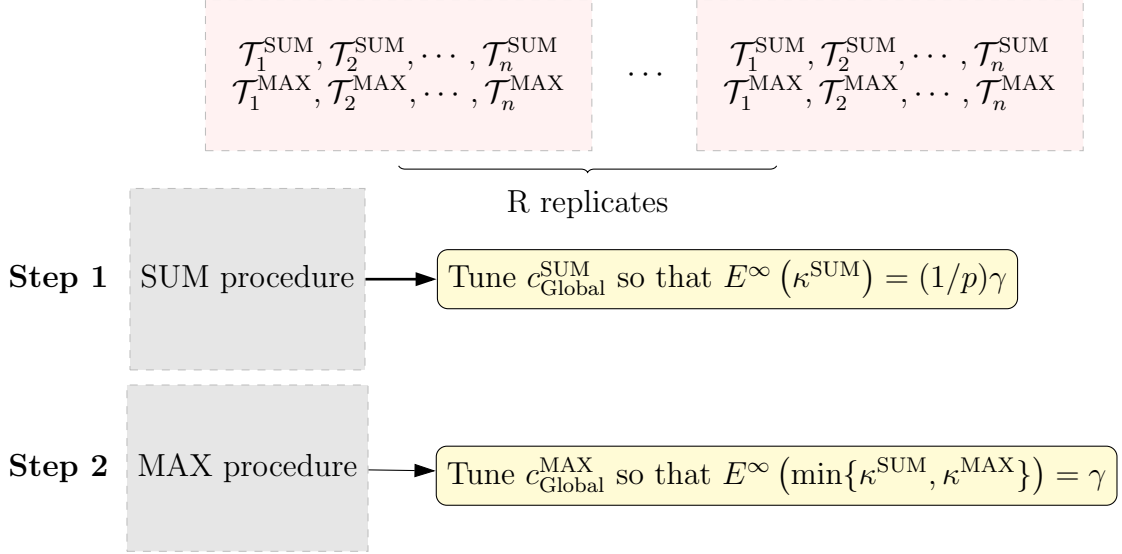 𝒯₁^SUM, 𝒯₂^SUM, ⋯ , 𝒯ₙ^SUM
𝒯₁^MAX, 𝒯₂^MAX, ⋯ , 𝒯ₙ^MAX
⋯
𝒯₁^SUM, 𝒯₂^SUM, ⋯ , 𝒯ₙ^SUM
𝒯₁^MAX, 𝒯₂^MAX, ⋯ , 𝒯ₙ^MAX
R replicates
Step 1
SUM procedure
Tune c_Global^SUM so that E^∞ (κ^SUM) = (1/p)γ
Step 2
MAX procedure
Tune c_Global^MAX so that E^∞ (min{κ^SUM, κ^MAX}) = γ